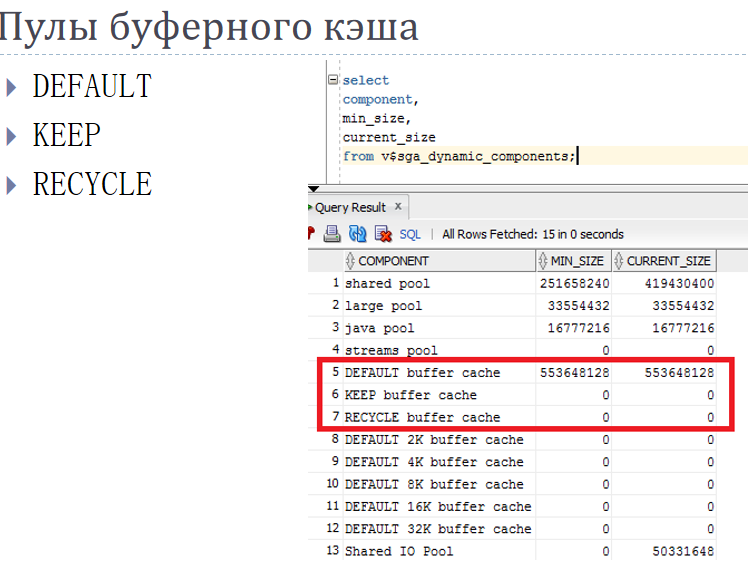 Пулы буферного кэша
DEFAULT
KEEP
RECYCLE
select
component,
min_size,
current_size
from v$sga_dynamic_components;
Query Result x
SQL | All Rows Fetched: 15 in 0 seconds
COMPONENT MIN_SIZE CURRENT_SIZE
1 shared pool 251658240 419430400
2 large pool 33554432 33554432
3 java pool 16777216 16777216
4 streams pool 0 0
5 DEFAULT buffer cache 553648128 553648128
6 KEEP buffer cache 0 0
7 RECYCLE buffer cache 0 0
8 DEFAULT 2K buffer cache 0 0
9 DEFAULT 4K buffer cache 0 0
10 DEFAULT 8K buffer cache 0 0
11 DEFAULT 16K buffer cache 0 0
12 DEFAULT 32K buffer cache 0 0
13 Shared IO Pool 0 50331648